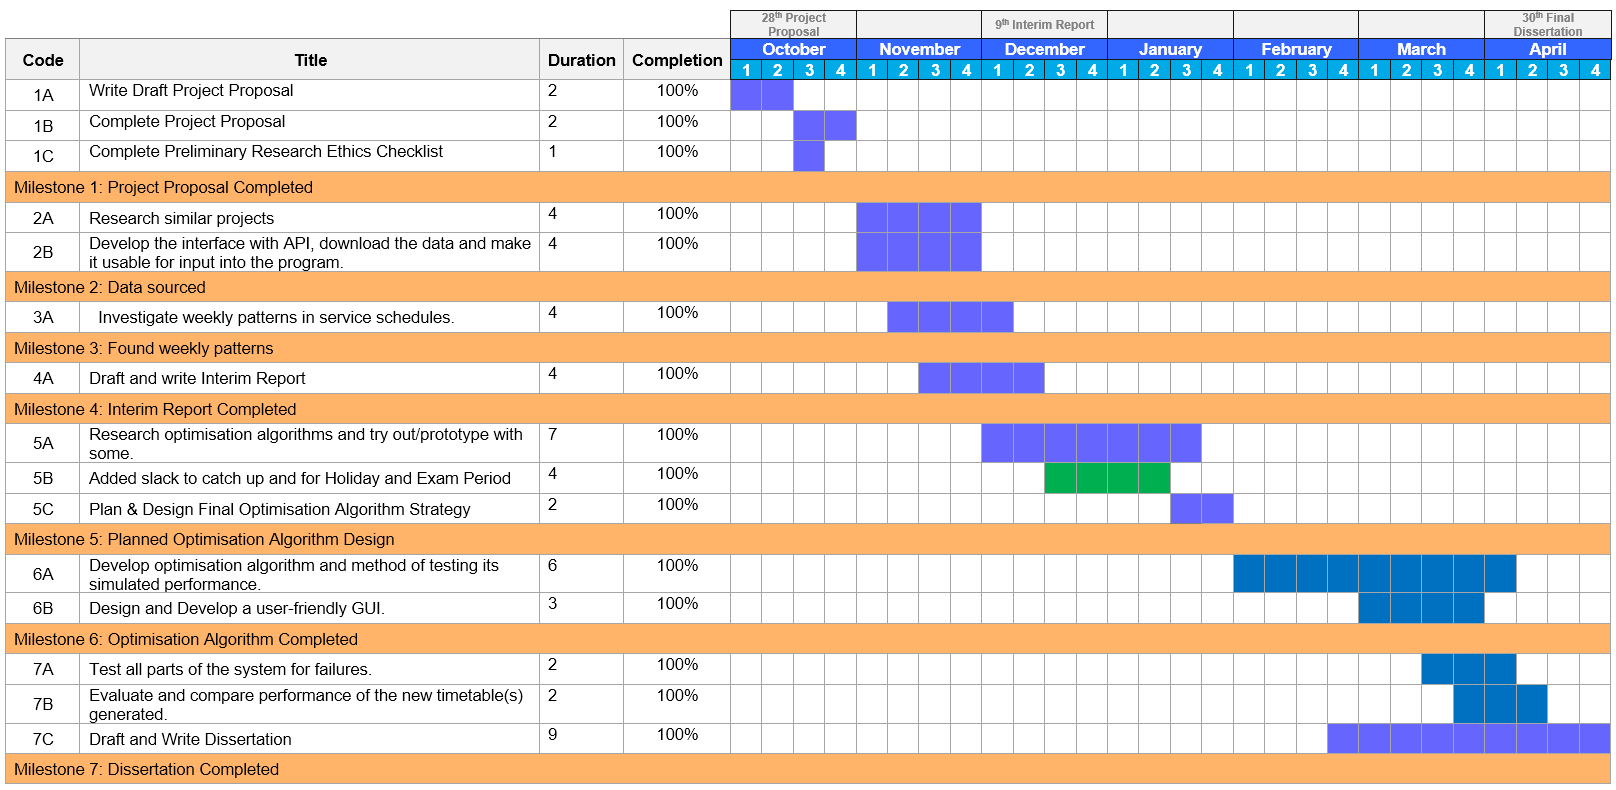 28th Project
Proposal
9th Interim Report
30th Final
Dissertation
Code Title Duration Completion October November December January February March April
1 2 3 4 1 2 3 4 1 2 3 4 1 2 3 4 1 2 3 4 1 2 3 4 1 2 3 4
1A Write Draft Project Proposal 2 100%
1B Complete Project Proposal 2 100%
1C Complete Preliminary Research Ethics Checklist 1 100%
Milestone 1: Project Proposal Completed
2A Research similar projects 4 100%
2B Develop the interface with API, download the data and make 4 100%
it usable for input into the program.
Milestone 2: Data sourced
3A Investigate weekly patterns in service schedules. 4 100%
Milestone 3: Found weekly patterns
4A Draft and write Interim Report 4 100%
Milestone 4: Interim Report Completed
5A Research optimisation algorithms and try out/prototype with 7 100%
some.
5B Added slack to catch up and for Holiday and Exam Period 4 100%
5C Plan & Design Final Optimisation Algorithm Strategy 2 100%
Milestone 5: Planned Optimisation Algorithm Design
6A Develop optimisation algorithm and method of testing its 6 100%
simulated performance.
6B Design and Develop a user-friendly GUI. 3 100%
Milestone 6: Optimisation Algorithm Completed
7A Test all parts of the system for failures. 2 100%
7B Evaluate and compare performance of the new timetable(s) 2 100%
generated.
7C Draft and Write Dissertation 9 100%
Milestone 7: Dissertation Completed